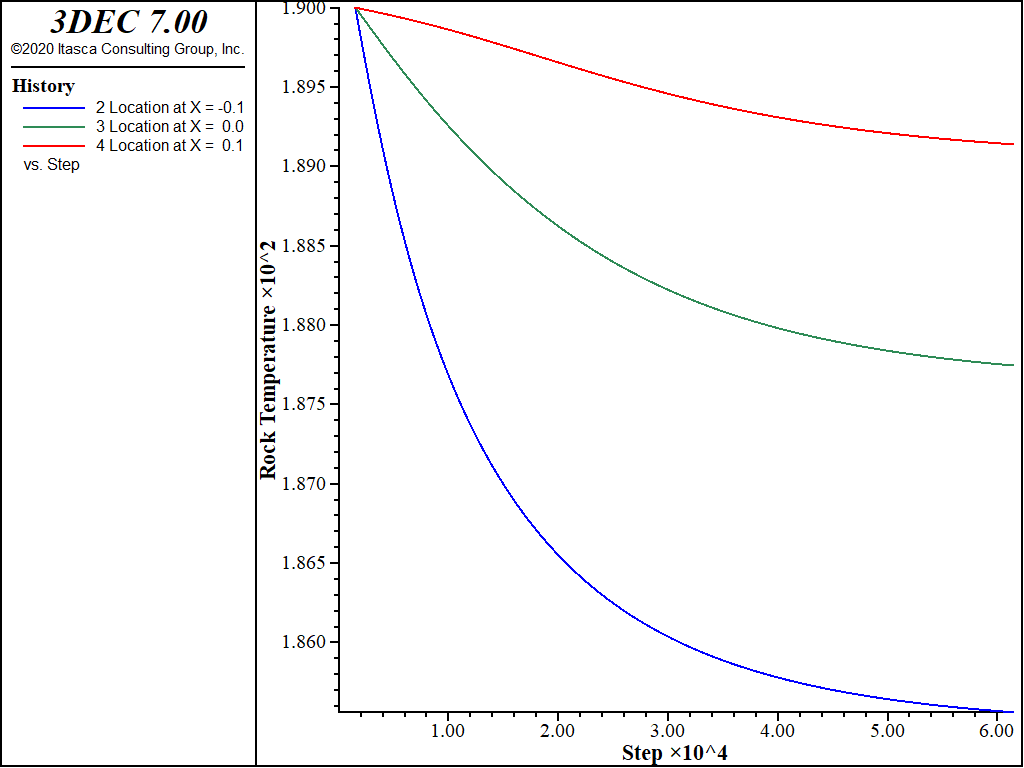 3DEC 7.00
©2020 Itasca Consulting Group, Inc.
History
2 Location at X = -0.1
3 Location at X =  0.0
4 Location at X =  0.1
vs. Step
Rock Temperature ×10^2
1.900
1.895
1.890
1.885
1.880
1.875
1.870
1.865
1.860
1.00 2.00 3.00 4.00 5.00 6.00
Step ×10^4